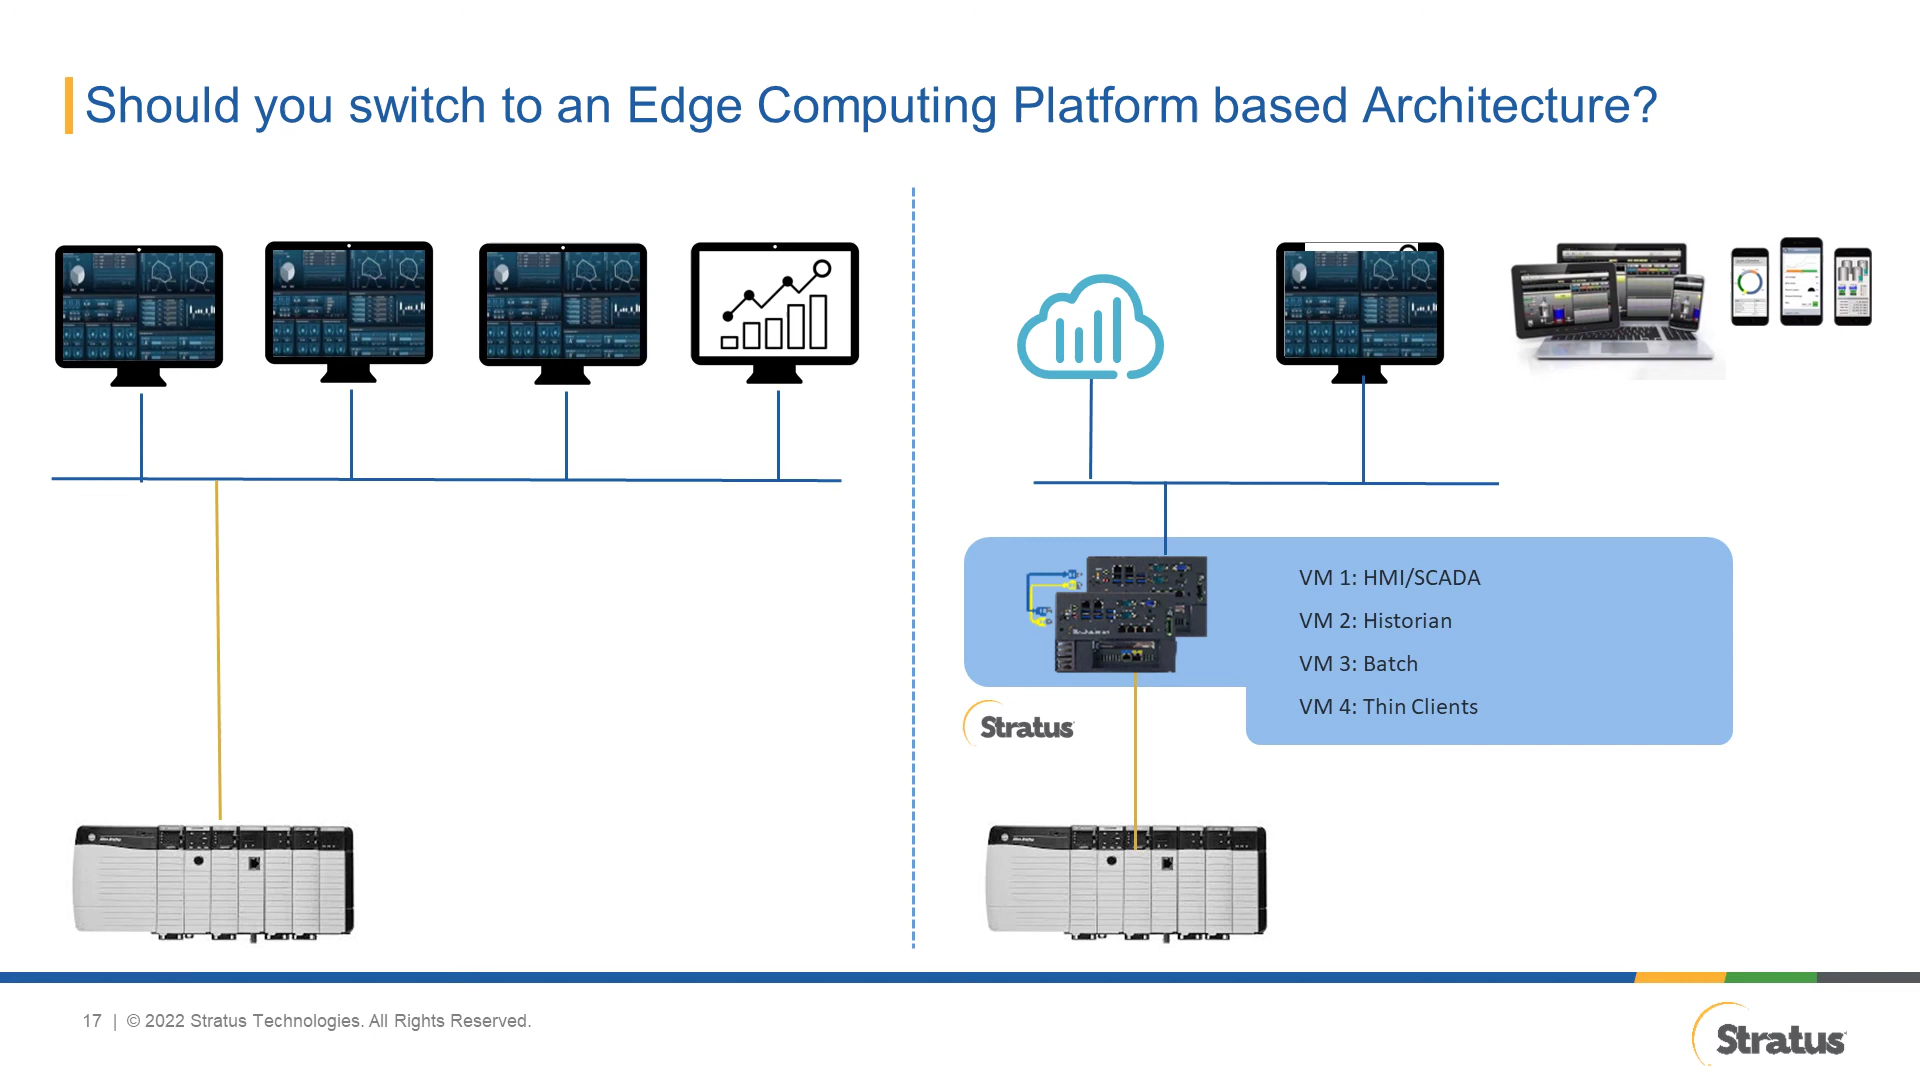 Should you switch to an Edge Computing Platform based Architecture?
VM 1: HMI/SCADA
VM 2: Historian
VM 3: Batch
VM 4: Thin Clients
Stratus
17 | © 2022 Stratus Technologies. All Rights Reserved.
Stratus